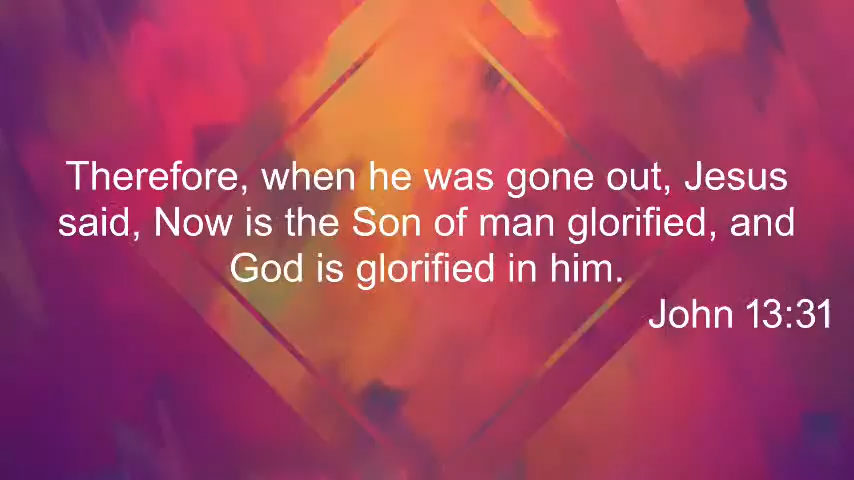 Therefore, when he was gone out, Jesus
said, Now is the Son of man glorified, and
God is glorified in him.
John 13:31